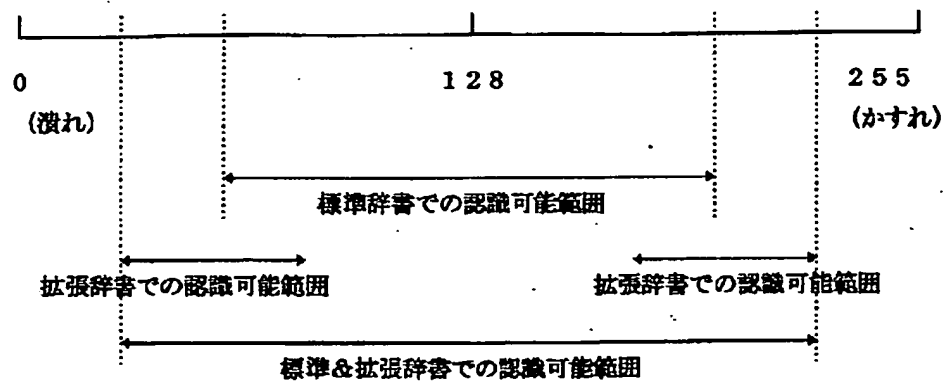 0 128 255
(潰れ) (かすれ)
標準辞書での認識可能範囲
拡張辞書での認識可能範囲 拡張辞書での認識可能範囲
標準&拡張辞書での認識可能範囲